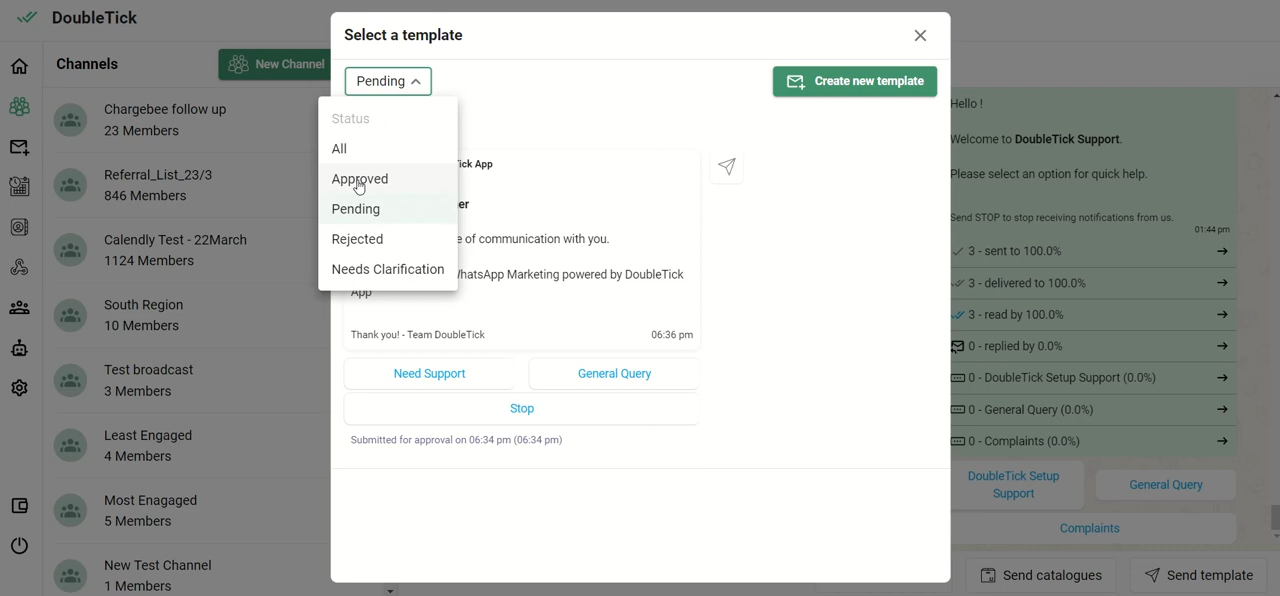 DoubleTick
Channels
New Channel
Chargebee follow up
23 Members
Referral_List_23/3
846 Members
Calendly Test - 22March
1124 Members
South Region
10 Members
Test broadcast
3 Members
Least Engaged
4 Members
Most Enagaged
5 Members
New Test Channel
1 Members
Select a template
Pending
Create new template
Status
All
Approved
Pending
Rejected
Needs Clarification
Tick App
er
e of communication with you.
WhatsApp Marketing powered by DoubleTick
App
Thank you! - Team DoubleTick 06:36 pm
Need Support
General Query
Stop
Submitted for approval on 06:34 pm (06:34 pm)
Hello !
Welcome to DoubleTick Support.
Please select an option for quick help.
Send STOP to stop receiving notifications from us.
01:44 pm
3 - sent to 100.0%
3 - delivered to 100.0%
3 - read by 100.0%
0 - replied by 0.0%
0 - DoubleTick Setup Support (0.0%)
0 - General Query (0.0%)
0 - Complaints (0.0%)
DoubleTick Setup
Support
General Query
Complaints
Send catalogues
Send template